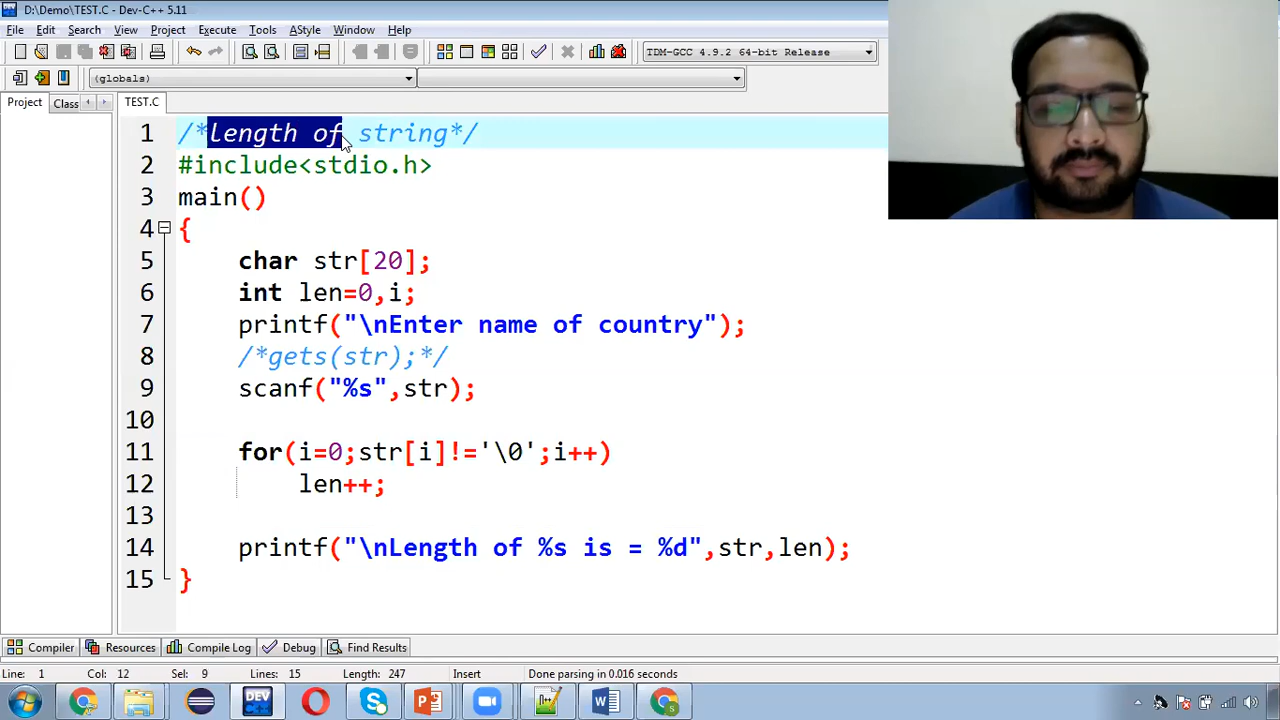 D:\Demo\TEST.C - Dev-C++ 5.11
File Edit Search View Project Execute Tools AStyle Window Help
TDM-GCC 4.9.2 64-bit Release
(globals)
Project Class TEST.C
1 /*length of string*/
2 #include<stdio.h>
3 main()
4 {
5 char str[20];
6 int len=0,i;
7 printf("\nEnter name of country");
8 /*gets(str);*/
9 scanf("%s",str);
10
11 for(i=0;str[i]!='\0';i++)
12 len++;
13
14 printf("\nLength of %s is = %d",str,len);
15 }
Compiler Resources Compile Log Debug Find Results
Line: 1 Col: 12 Sel: 9 Lines: 15 Length: 247 Insert Done parsing in 0.016 seconds
DEV C++